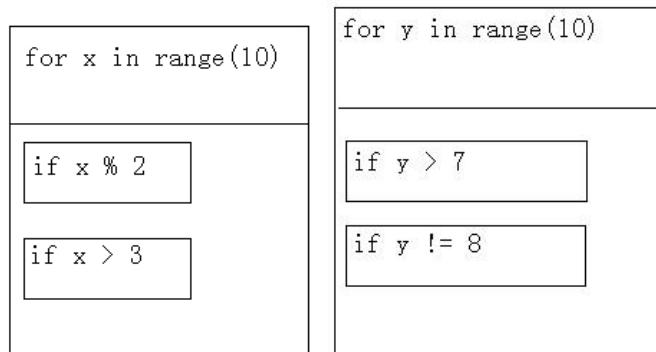 for x in range(10)
if x % 2
if x > 3
for y in range(10)
if y > 7
if y != 8